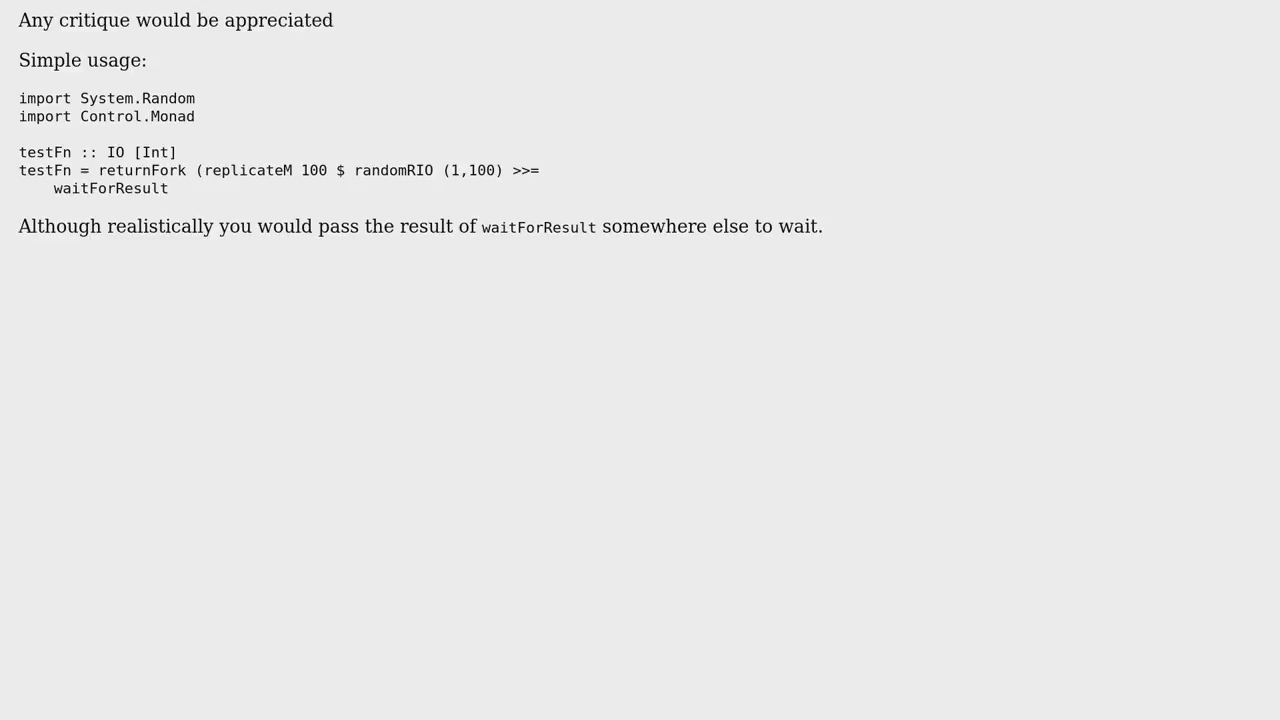 Any critique would be appreciated
Simple usage:
import System.Random
import Control.Monad
testFn :: IO [Int]
testFn = returnFork (replicateM 100 $ randomRIO (1,100) >>=
    waitForResult
Although realistically you would pass the result of waitForResult somewhere else to wait.